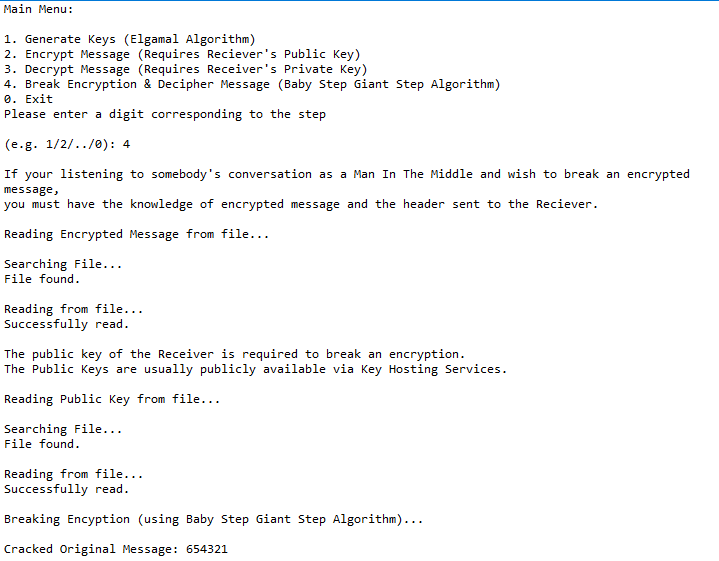 Main Menu:
1. Generate Keys (Elgamal Algorithm)
2. Encrypt Message (Requires Reciever's Public Key)
3. Decrypt Message (Requires Receiver's Private Key)
4. Break Encryption & Decipher Message (Baby Step Giant Step Algorithm)
0. Exit
Please enter a digit corresponding to the step
(e.g. 1/2/../0): 4
If your listening to somebody's conversation as a Man In The Middle and wish to break an encrypted
message,
you must have the knowledge of encrypted message and the header sent to the Reciever.
Reading Encrypted Message from file...
Searching File...
File found.
Reading from file...
Successfully read.
The public key of the Receiver is required to break an encryption.
The Public Keys are usually publicly available via Key Hosting Services.
Reading Public Key from file...
Searching File...
File found.
Reading from file...
Successfully read.
Breaking Encyption (using Baby Step Giant Step Algorithm)...
Cracked Original Message: 654321